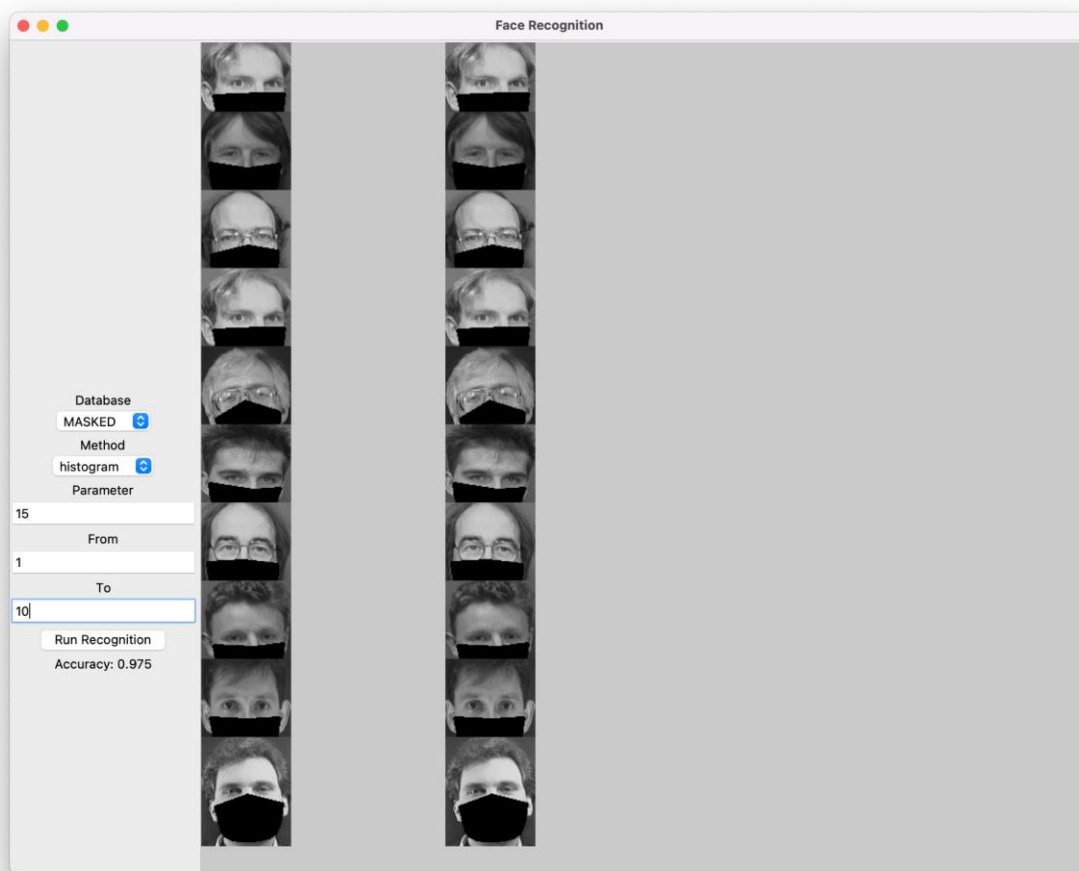 Face Recognition
Database
MASKED
Method
histogram
Parameter
15
From
1
To
10
Run Recognition
Accuracy: 0.975